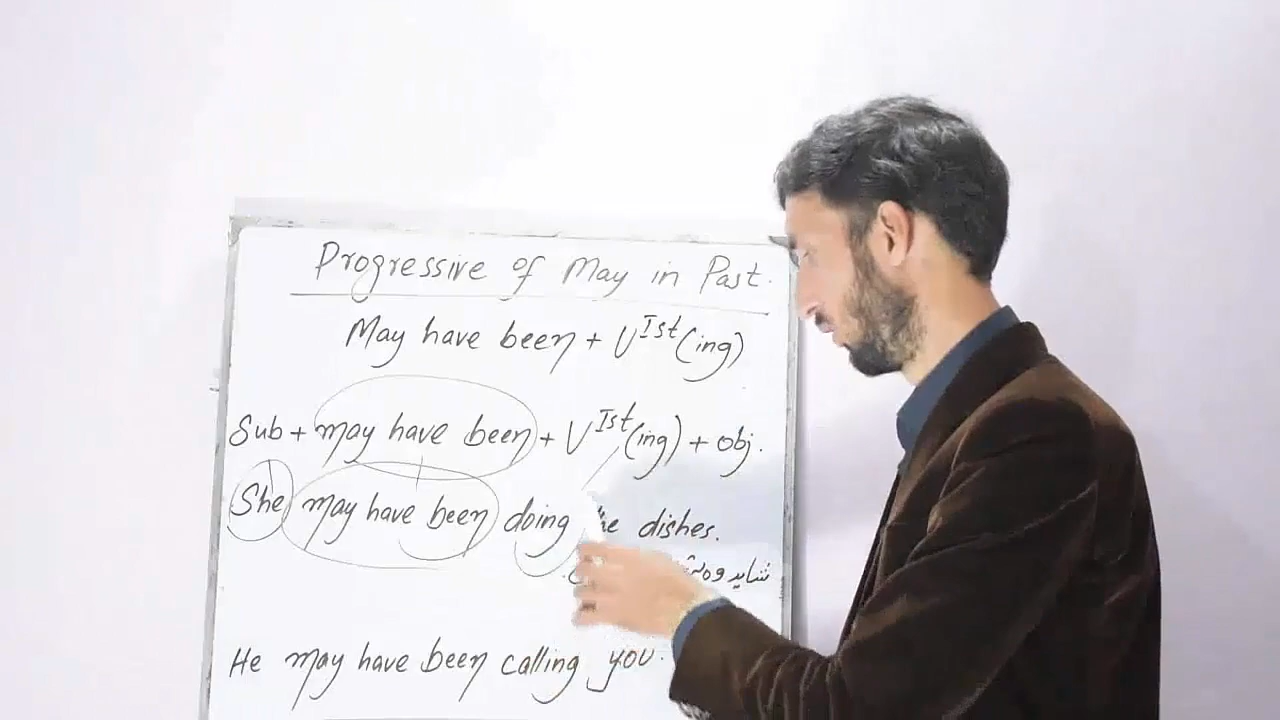 Progressive of May in Past.
May have been + V Ist (ing)
Sub + may have been + V Ist (ing) + obj.
She may have been doing the dishes.
شاید وہ
He may have been calling you.